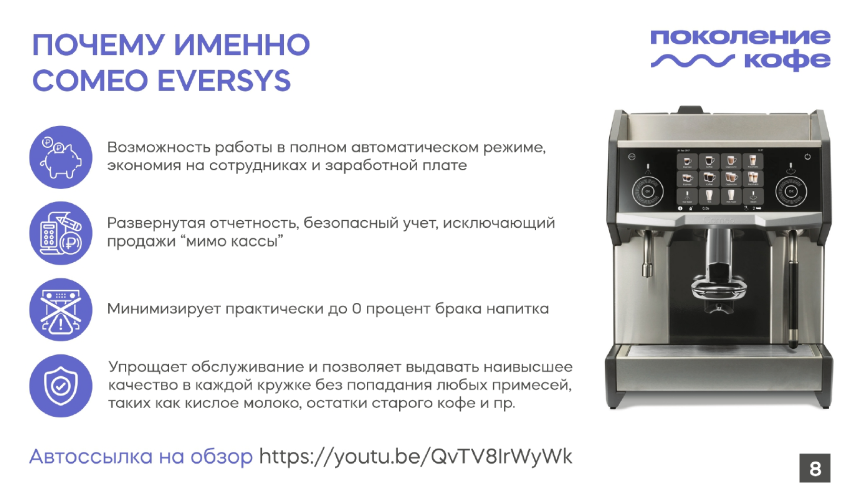 ПОЧЕМУ ИМЕННО
COMEO EVERSYS
поколение
кофе
Возможность работы в полном автоматическом режиме,
экономия на сотрудниках и заработной плате
Развернутая отчетность, безопасный учет, исключающий
продажи “мимо кассы”
Минимизирует практически до 0 процент брака напитка
Упрощает обслуживание и позволяет выдавать наивысшее
качество в каждой кружке без попадания любых примесей,
таких как кислое молоко, остатки старого кофе и пр.
Автоссылка на обзор https://youtu.be/QvTV8IrWyWk
8